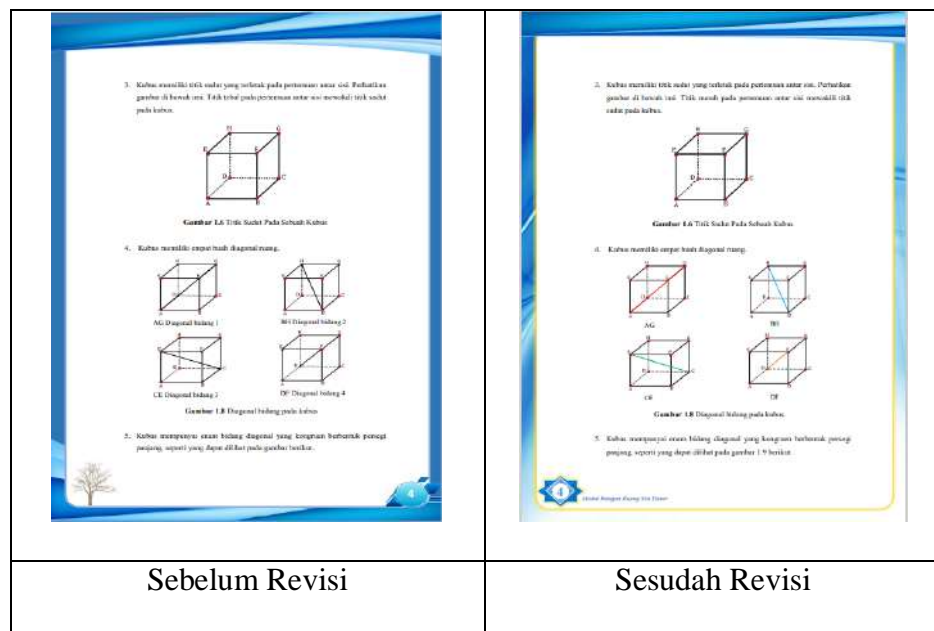 3. Kubus memiliki titik sudut yang terletak pada pertemuan antar sisi. Perhatikan
gambar di bawah ini. Titik tebal pada pertemuan antar sisi mewakili titik sudut
pada kubus.
H G
E F
D C
A B
Gambar 1.6 Titik Sudut Pada Sebuah Kubus
4. Kubus memiliki empat buah diagonal ruang.
AG Diagonal bidang 1
BH Diagonal bidang 2
CE Diagonal bidang 3
DF Diagonal bidang 4
Gambar 1.8 Diagonal bidang pada kubus
5. Kubus mempunyai enam bidang diagonal yang kongruen berbentuk persegi
panjang, seperti yang dapat dilihat pada gambar berikut.
4
Sebelum Revisi
3. Kubus memiliki titik sudut yang terletak pada pertemuan antar sisi. Perhatikan
gambar di bawah ini. Titik merah pada pertemuan antar sisi mewakili titik
sudut pada kubus.
Gambar 1.6 Titik Sudut Pada Sebuah Kubus
4. Kubus memiliki empat buah diagonal ruang.
AG
BH
CE
DF
Gambar 1.8 Diagonal bidang pada kubus.
5. Kubus mempunyai enam bidang diagonal yang kongruen berbentuk persegi
panjang, seperti yang dapat dilihat pada gambar 1.9 berikut.
4
Modul Bangun Ruang
Sesudah Revisi